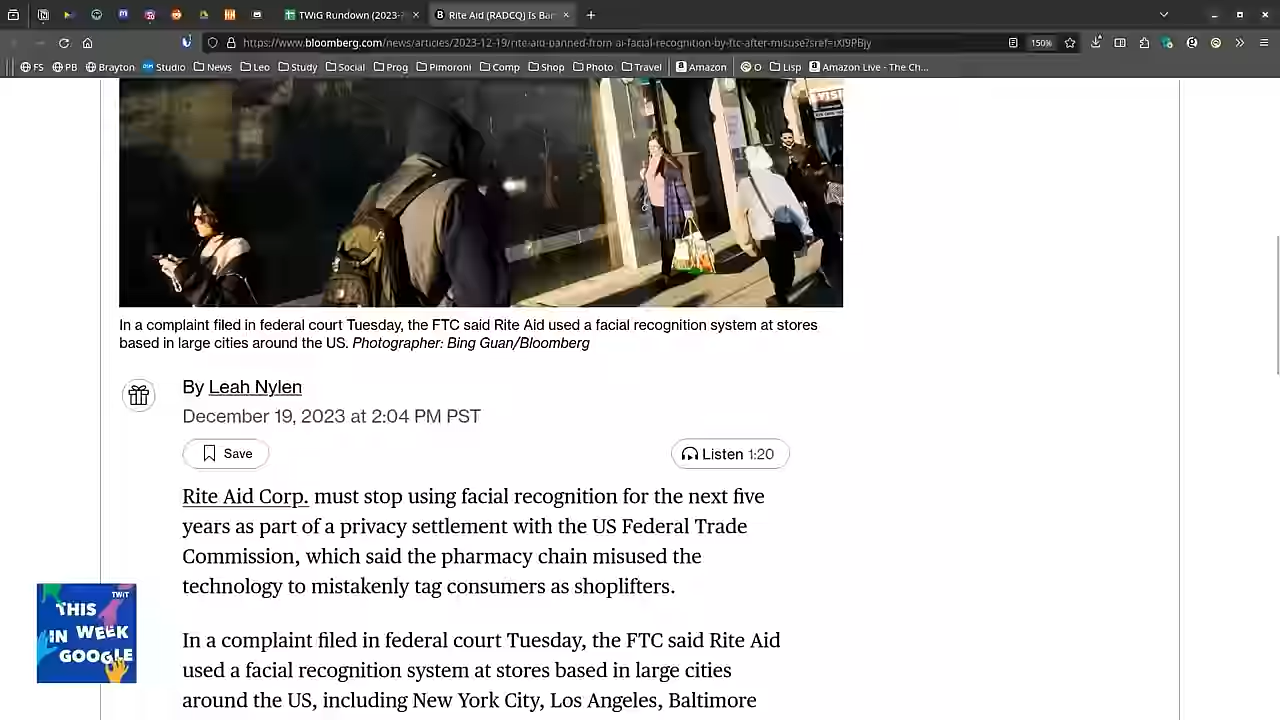 TWiG Rundown (2023-
Rite Aid (RADCQ) Is Ban
https://www.bloomberg.com/news/articles/2023-12-19/rite-aid-banned-from-ai-facial-recognition-by-ftc-after-misuse?sref=
150%
FS PB Brayton Studio News Leo Study Social Prog Pimoroni Comp Shop Photo Travel Amazon O Lisp Amazon Live - The Ch...
In a complaint filed in federal court Tuesday, the FTC said Rite Aid used a facial recognition system at stores
based in large cities around the US. Photographer: Bing Guan/Bloomberg
By Leah Nylen
December 19, 2023 at 2:04 PM PST
Save
Listen 1:20
Rite Aid Corp. must stop using facial recognition for the next five
years as part of a privacy settlement with the US Federal Trade
Commission, which said the pharmacy chain misused the
technology to mistakenly tag consumers as shoplifters.
TWiT
THIS
IN WEEK
GOOGLE
In a complaint filed in federal court Tuesday, the FTC said Rite Aid
used a facial recognition system at stores based in large cities
around the US, including New York City, Los Angeles, Baltimore